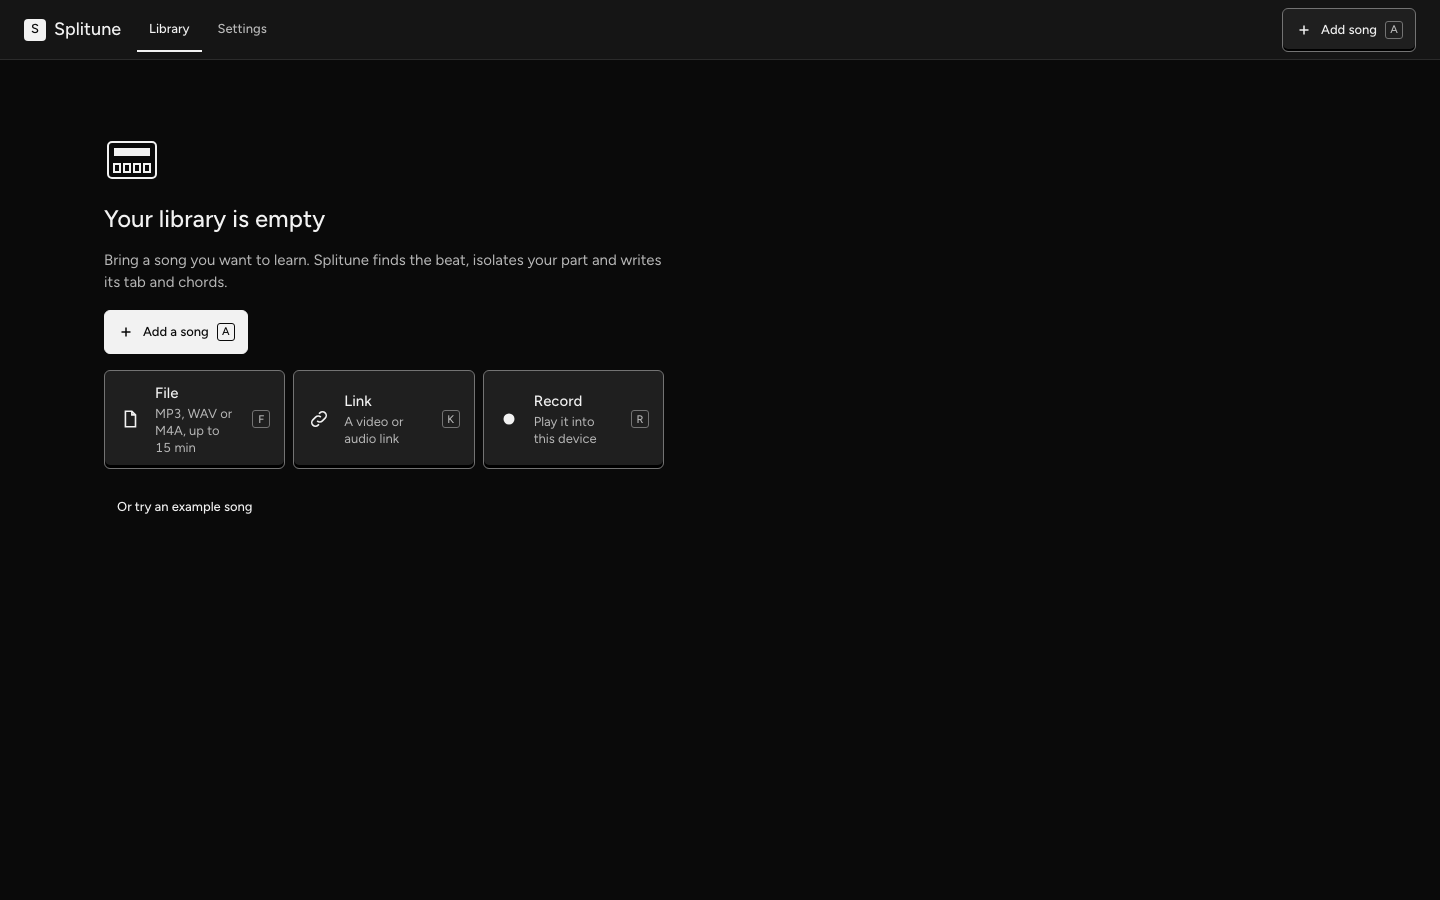 S Splitune Library Settings + Add song A
Your library is empty
Bring a song you want to learn. Splitune finds the beat, isolates your part and writes
its tab and chords.
+ Add a song A
File
MP3, WAV or
M4A, up to
15 min
F
Link
A video or
audio link
K
Record
Play it into
this device
R
Or try an example song